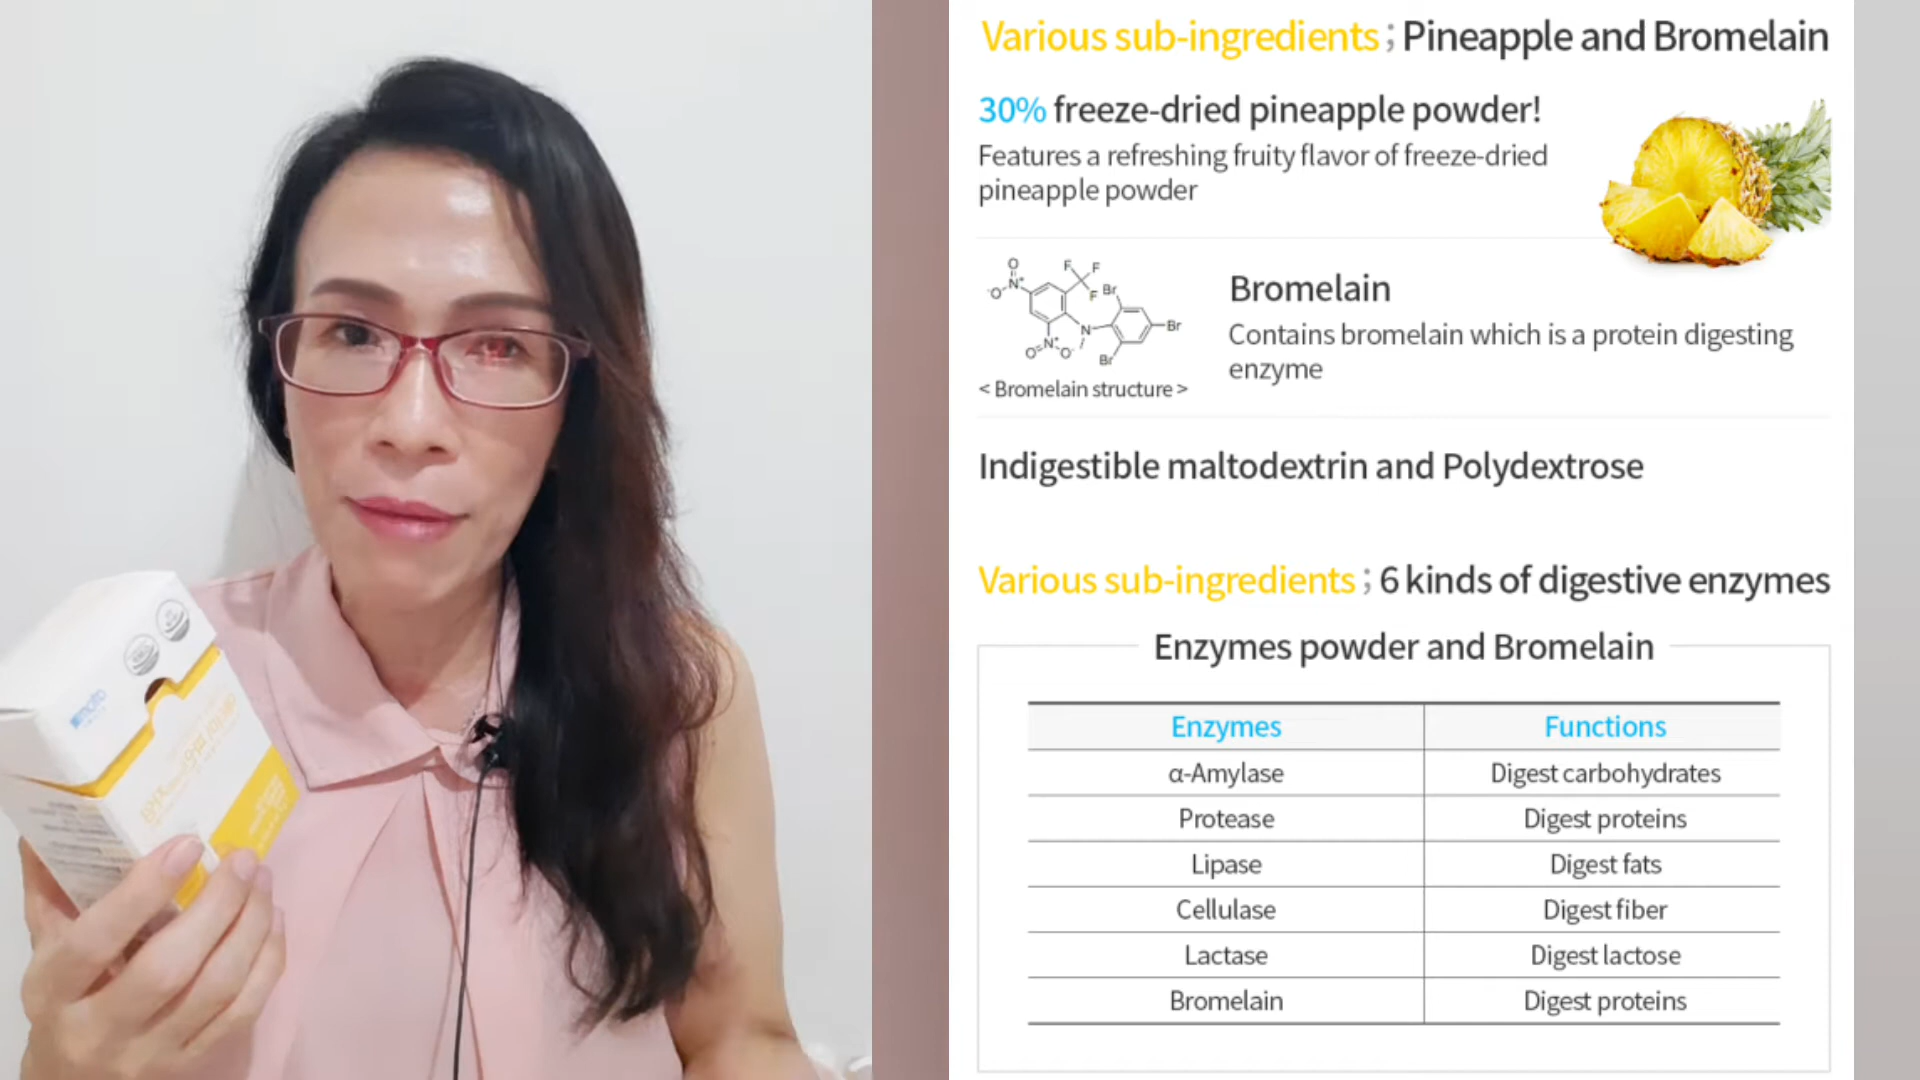 Various sub-ingredients ; Pineapple and Bromelain
30% freeze-dried pineapple powder!
Features a refreshing fruity flavor of freeze-dried
pineapple powder
O
N+
-O
F
F
F
Br
N
Br
Br
O=N+
O-
< Bromelain structure >
Bromelain
Contains bromelain which is a protein digesting
enzyme
Indigestible maltodextrin and Polydextrose
Various sub-ingredients ; 6 kinds of digestive enzymes
Enzymes powder and Bromelain
Enzymes Functions
α-Amylase Digest carbohydrates
Protease Digest proteins
Lipase Digest fats
Cellulase Digest fiber
Lactase Digest lactose
Bromelain Digest proteins